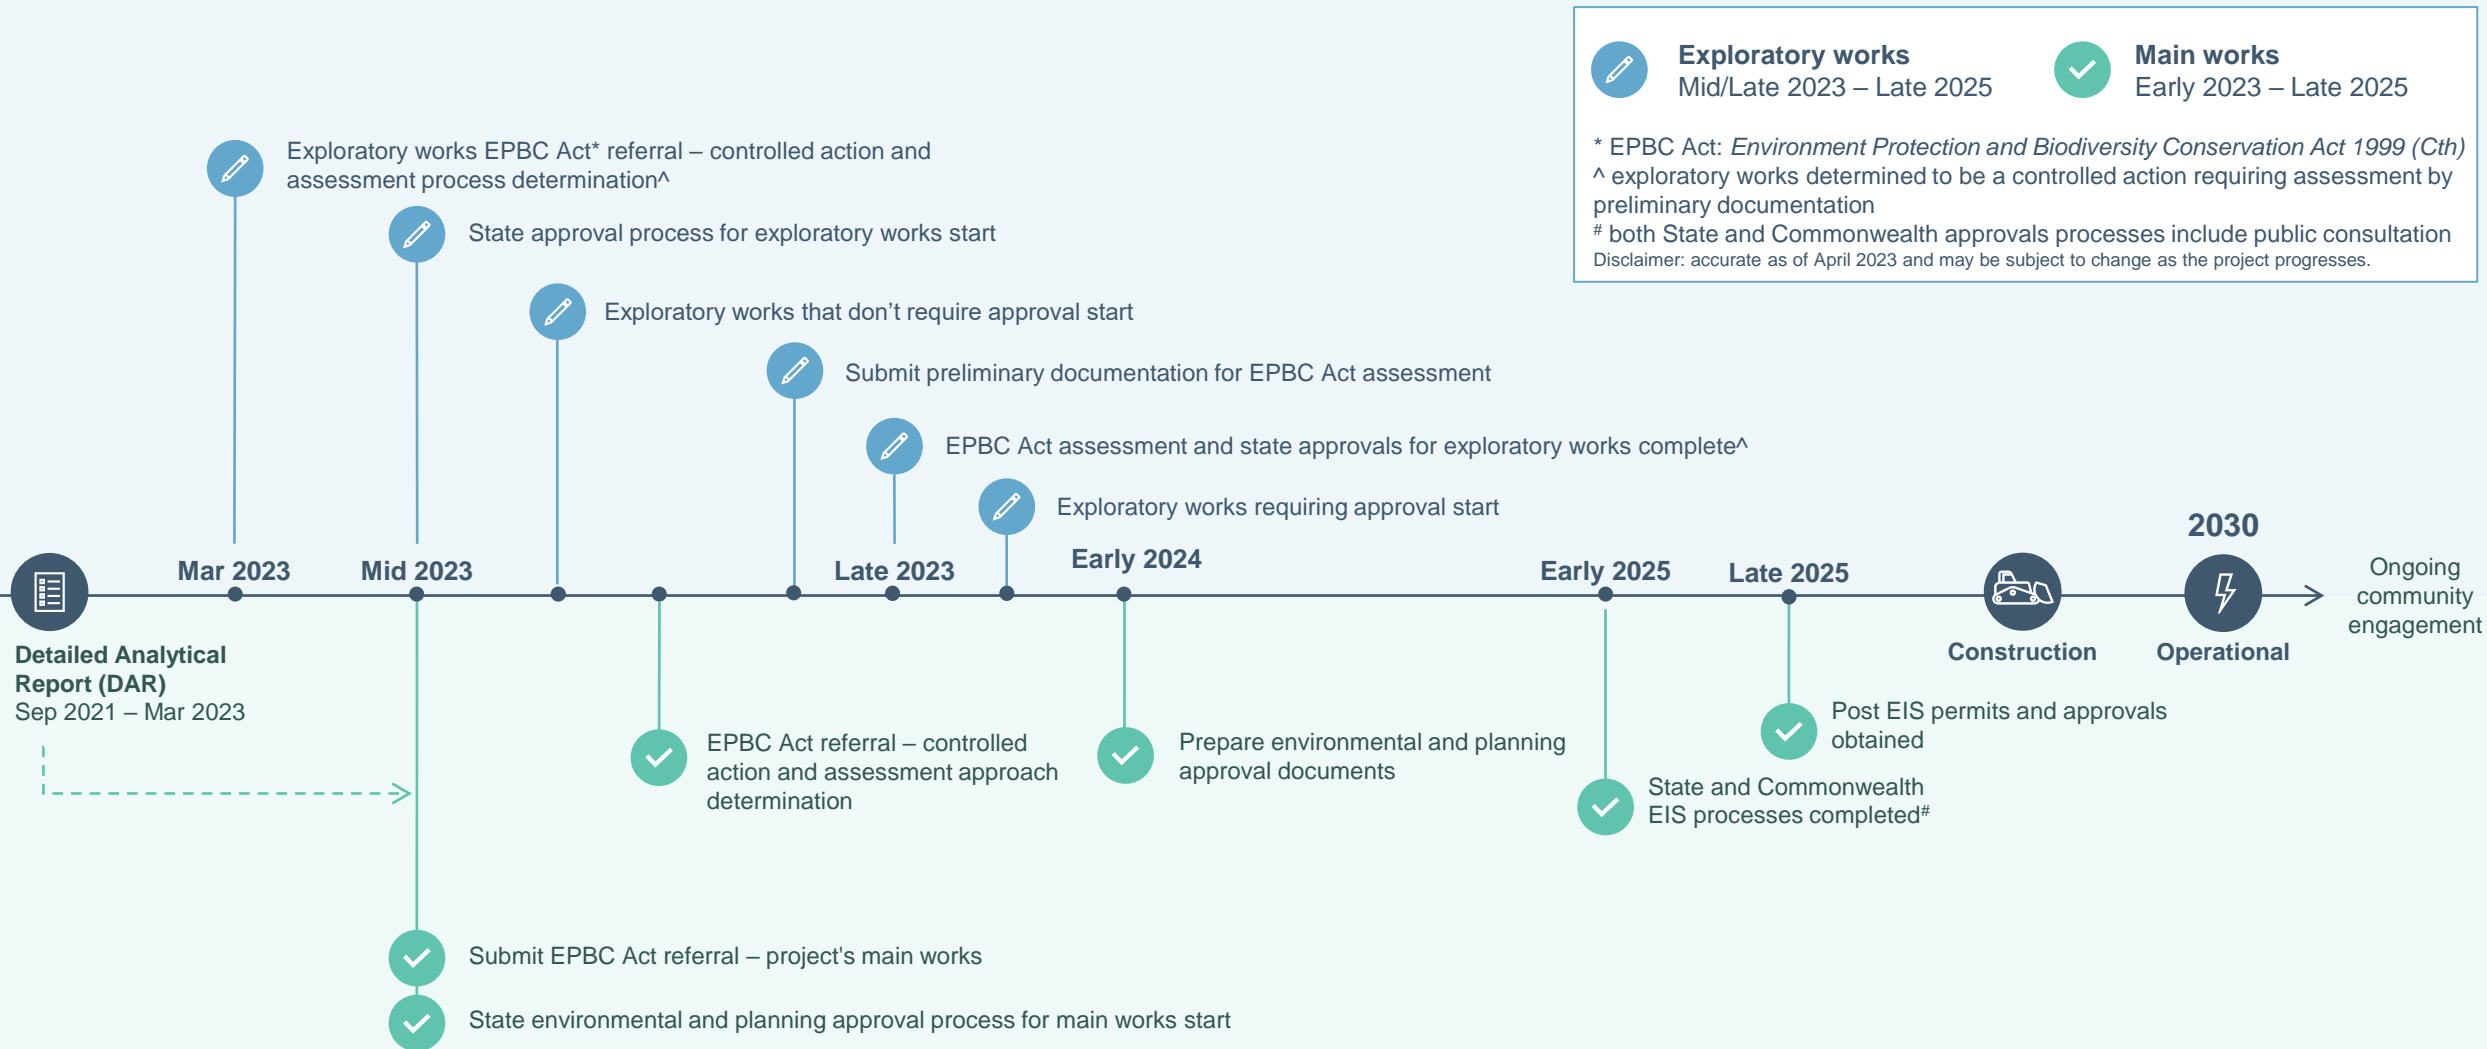 Exploratory works
Mid/Late 2023 – Late 2025
Main works
Early 2023 – Late 2025
* EPBC Act: Environment Protection and Biodiversity Conservation Act 1999 (Cth)
^ exploratory works determined to be a controlled action requiring assessment by
preliminary documentation
# both State and Commonwealth approvals processes include public consultation
Disclaimer: accurate as of April 2023 and may be subject to change as the project progresses.
Exploratory works EPBC Act* referral – controlled action and
assessment process determination^
State approval process for exploratory works start
Exploratory works that don’t require approval start
Submit preliminary documentation for EPBC Act assessment
EPBC Act assessment and state approvals for exploratory works complete^
Exploratory works requiring approval start
Mar 2023
Mid 2023
Late 2023
Early 2024
Early 2025
Late 2025
2030
Ongoing
community
engagement
Detailed Analytical
Report (DAR)
Sep 2021 – Mar 2023
Construction
Operational
EPBC Act referral – controlled
action and assessment approach
determination
Prepare environmental and planning
approval documents
Post EIS permits and approvals
obtained
State and Commonwealth
EIS processes completed#
Submit EPBC Act referral – project's main works
State environmental and planning approval process for main works start